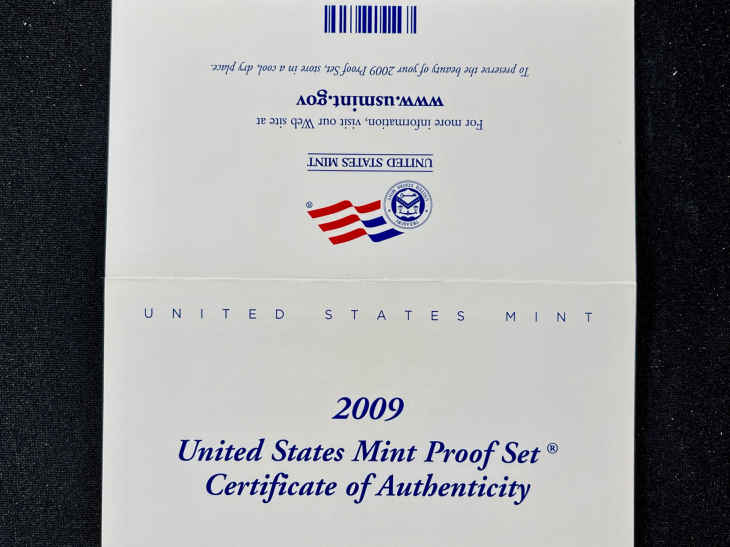 To preserve the beauty of your 2009 Proof Set, store in a cool, dry place.
www.usmint.gov
For more information, visit our Web site at
UNITED STATES MINT
®
UNITED STATES MINT
2009
United States Mint Proof Set ®
Certificate of Authenticity